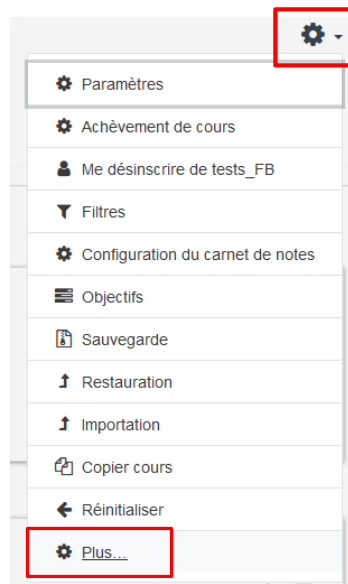 Paramètres
Achèvement de cours
Me désinscrire de tests_FB
Filtres
Configuration du carnet de notes
Objectifs
Sauvegarde
Restauration
Importation
Copier cours
Réinitialiser
Plus...